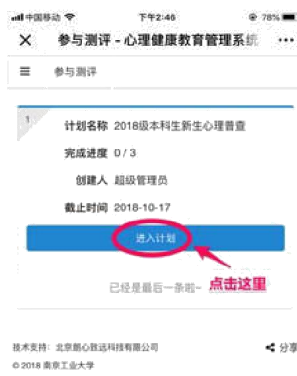 中国移动 下午2:46 78%
参与测评 - 心理健康教育管理系统 ...
参与测评
1
计划名称 2018级本科生新生心理普查
完成进度 0 / 3
创建人 超级管理员
截止时间 2018-10-17
进入计划
点击这里
已经是最后一条啦~
技术支持: 北京朗心致远科技有限公司 分享
© 2018 南京工业大学